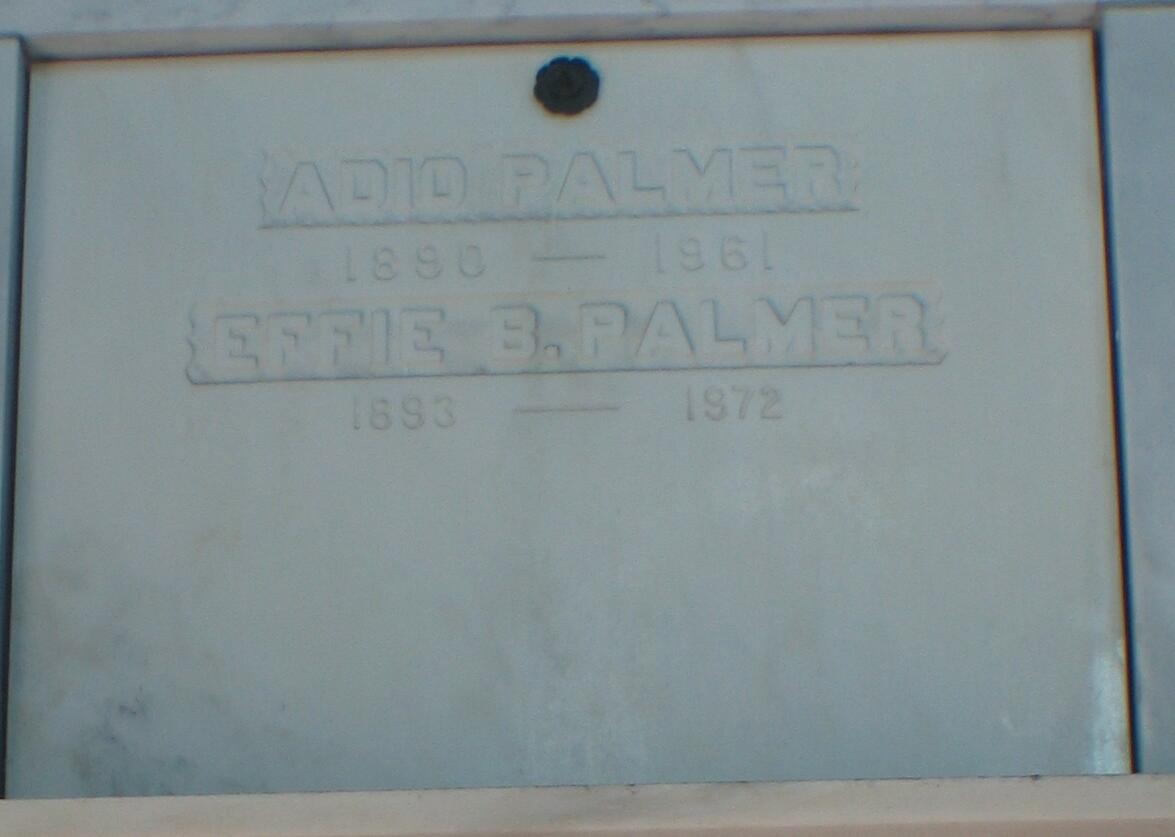 ADIO PALMER
1890 — 1961
EFFIE B. PALMER
1893 — 1972